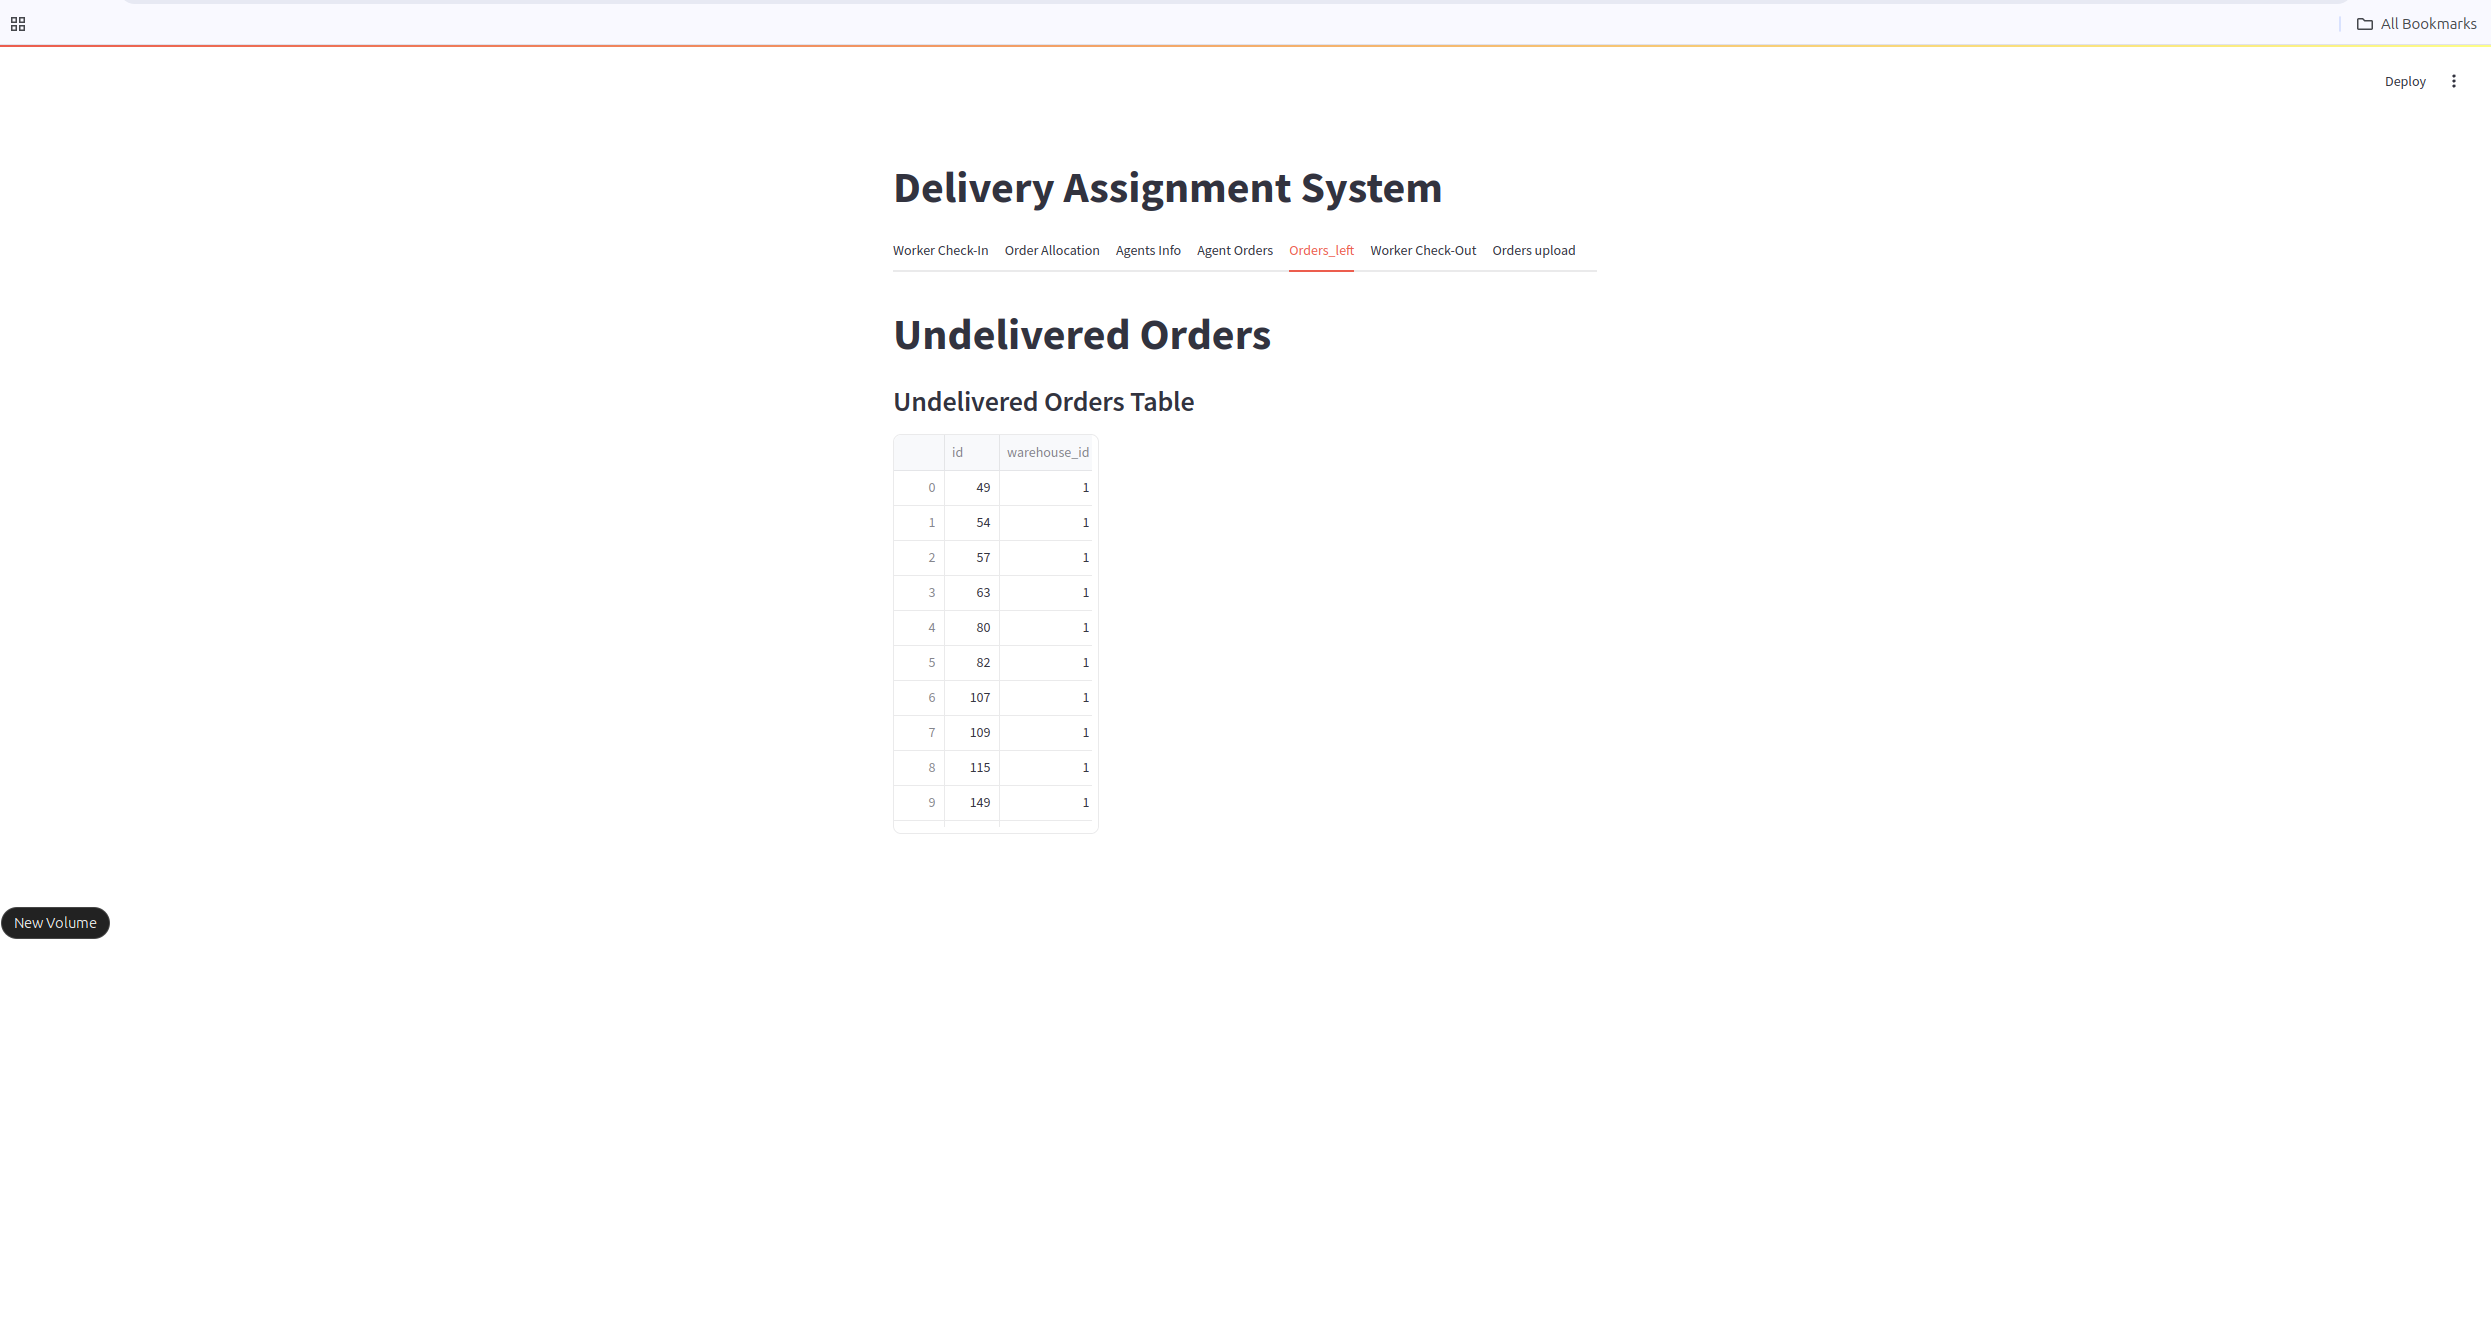 All Bookmarks
Deploy
Delivery Assignment System
Worker Check-In Order Allocation Agents Info Agent Orders Orders_left Worker Check-Out Orders upload
Undelivered Orders
Undelivered Orders Table
id warehouse_id
0 49 1
1 54 1
2 57 1
3 63 1
4 80 1
5 82 1
6 107 1
7 109 1
8 115 1
9 149 1
New Volume